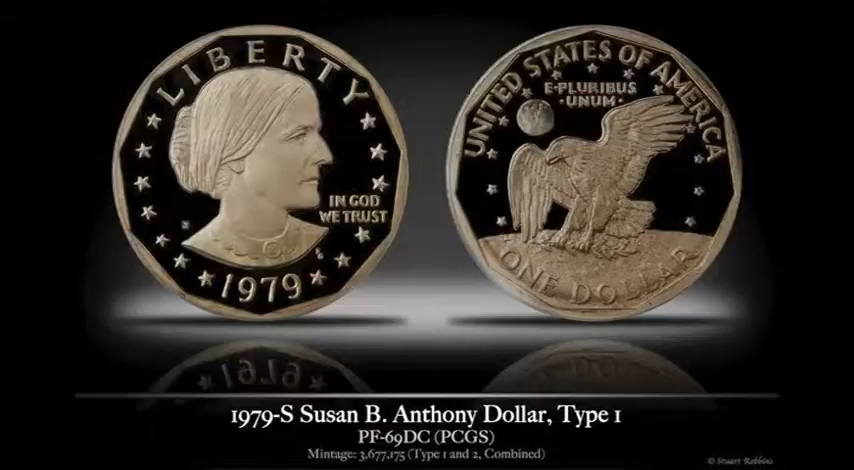 LIBERTY
IN GOD
WE TRUST
1979
UNITED STATES OF AMERICA
E·PLURIBUS
·UNUM·
ONE DOLLAR
1979
1979-S Susan B. Anthony Dollar, Type 1
PF-69DC (PCGS)
Mintage: 3,677,175 (Type 1 and 2, Combined)
© Stuart Robbins